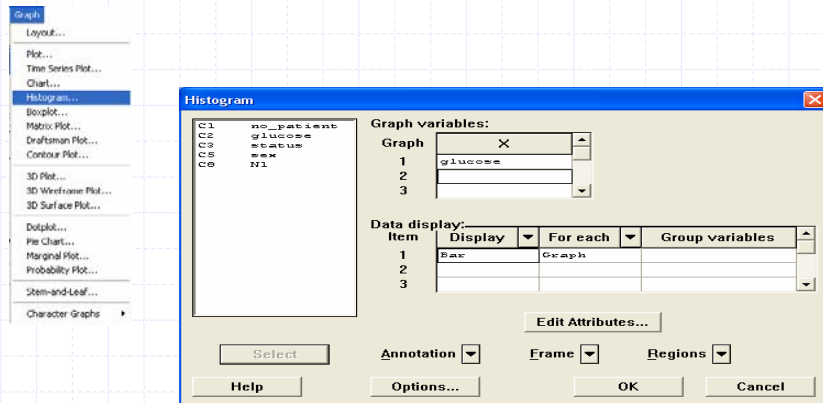 Graph
Layout...
Plot...
Time Series Plot...
Chart...
Histogram...
Boxplot...
Matrix Plot...
Draftsman Plot...
Contour Plot...
3D Plot...
3D Wireframe Plot...
3D Surface Plot...
Dotplot...
Pie Chart...
Marginal Plot...
Probability Plot...
Stem-and-Leaf...
Character Graphs
Histogram
C1 no_patient
C2 glucose
C3 status
C5 sex
C6 N1
Graph variables:
Graph X
1 glucose
2
3
Data display:
Item Display For each Group variables
1 Bar Graph
2
3
Edit Attributes...
Select Annotation Frame Regions
Help Options... OK Cancel